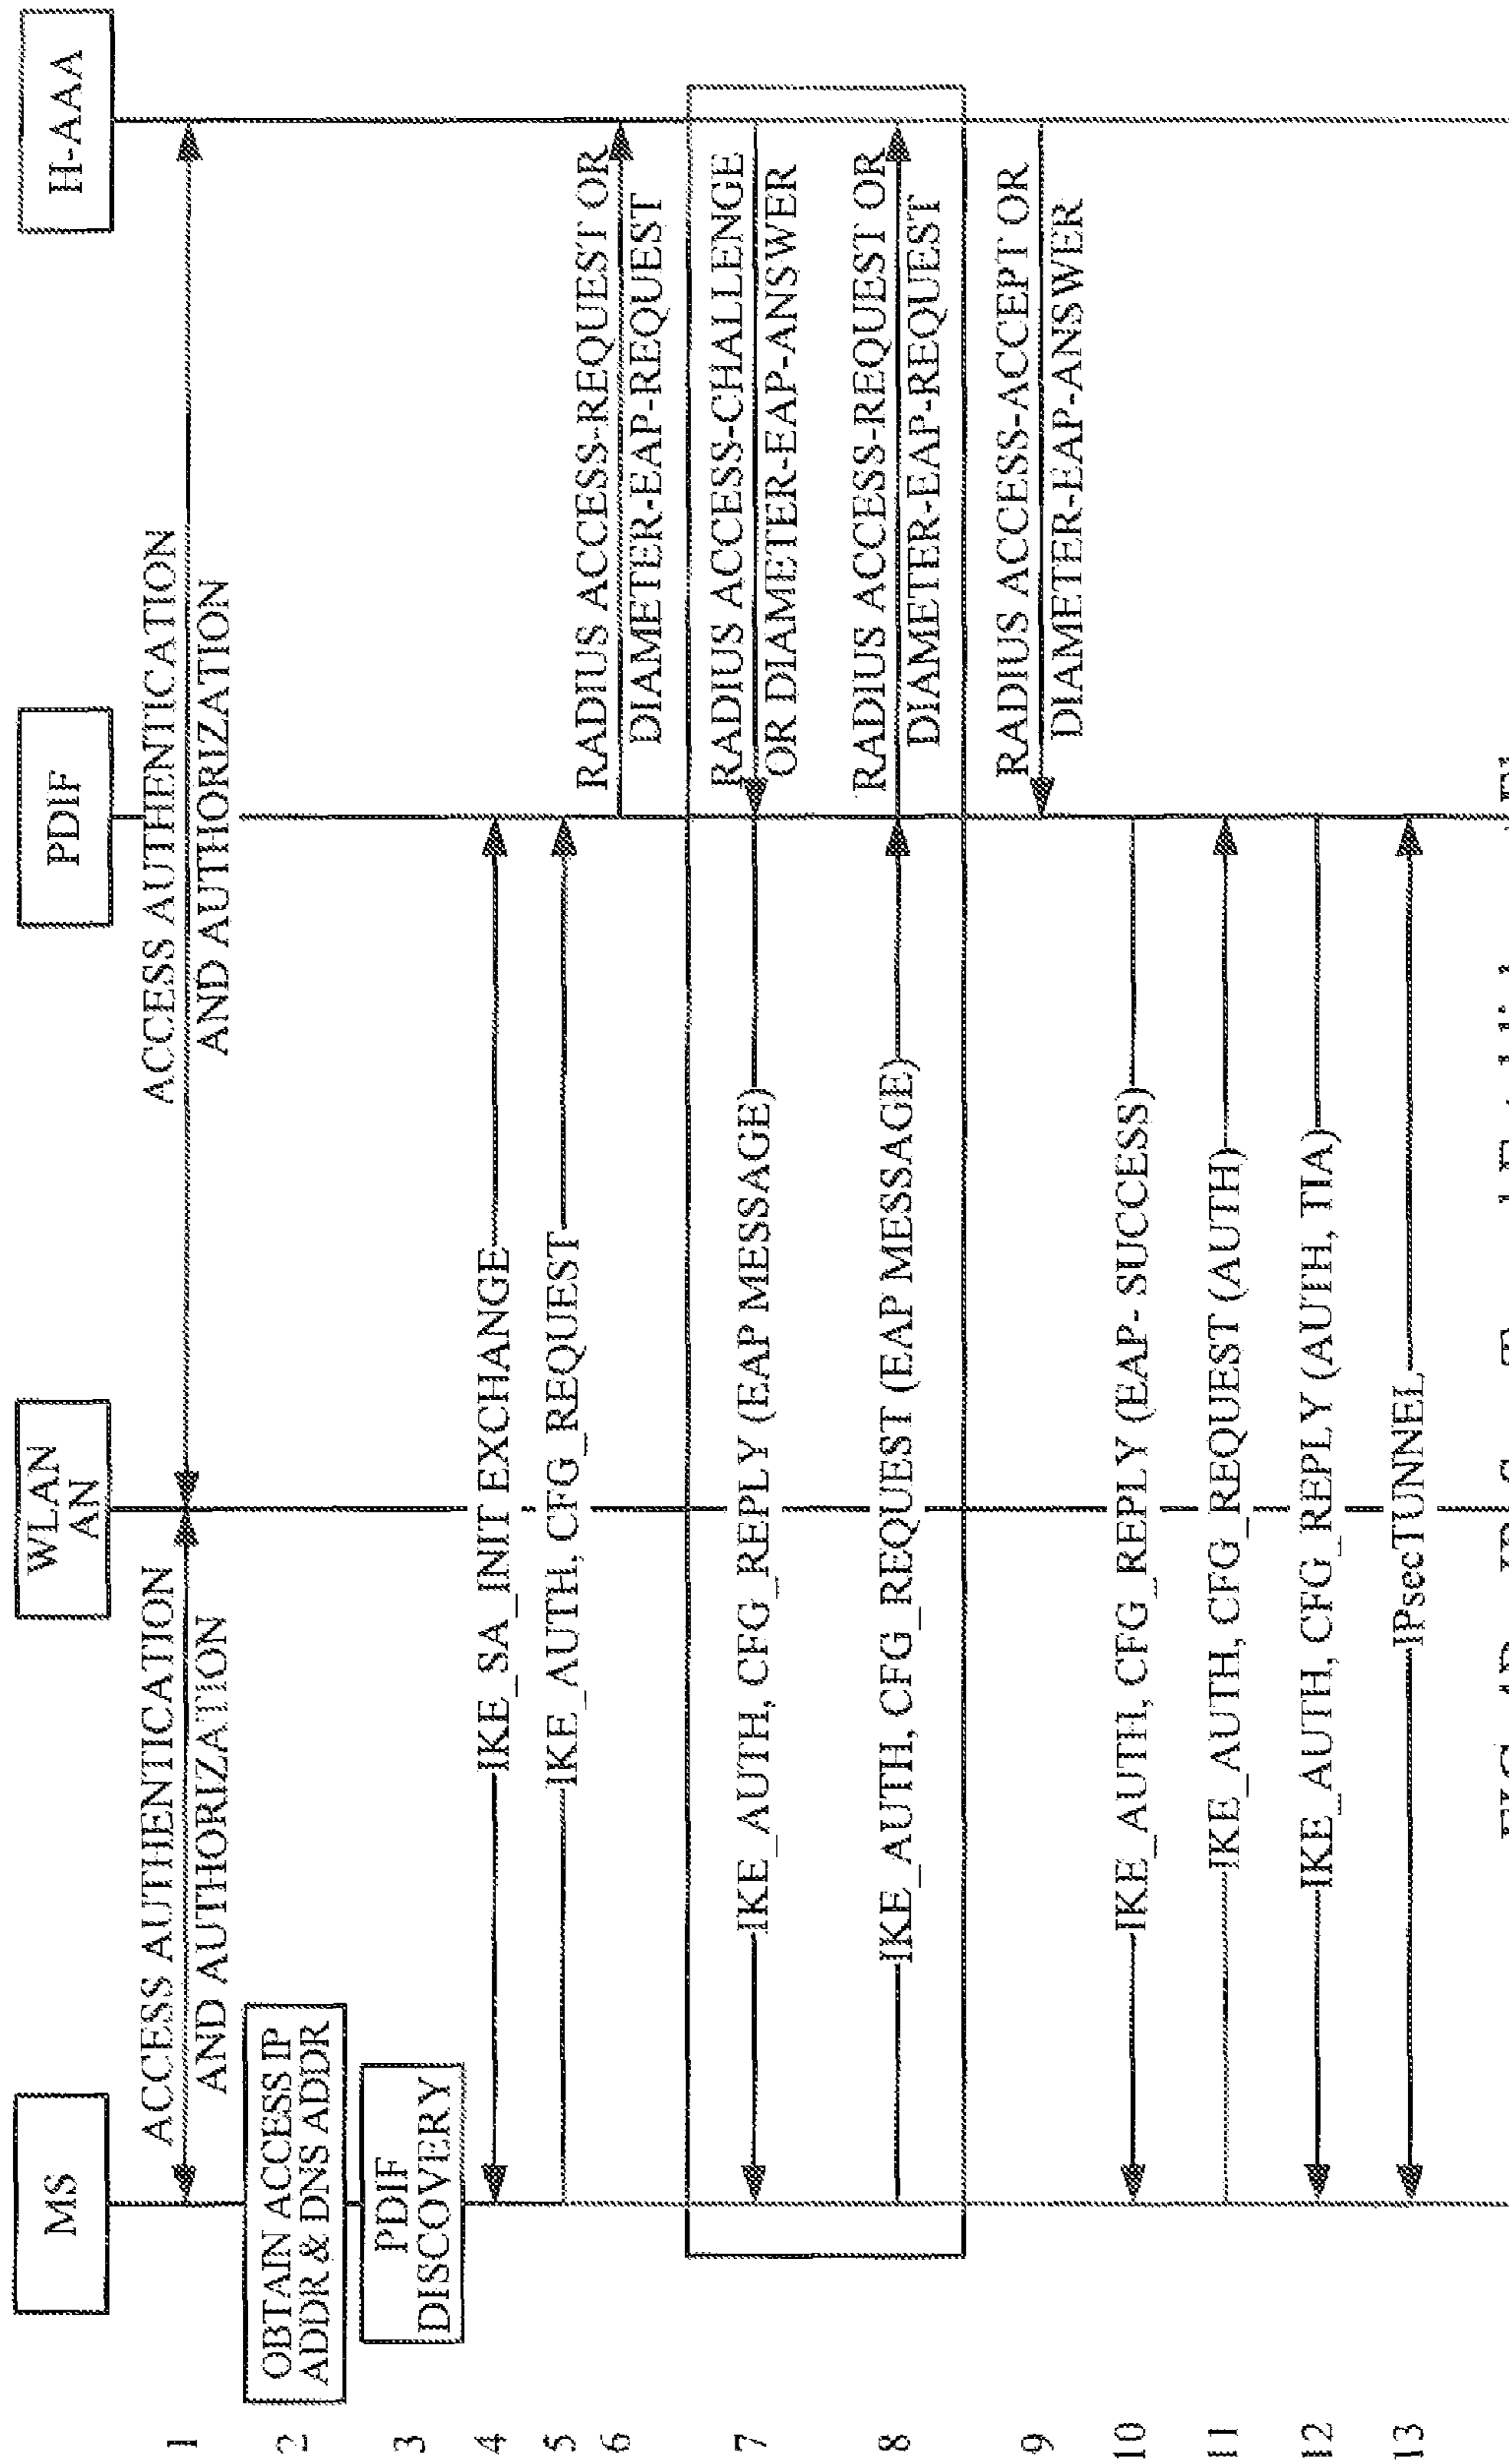 MS
WLAN
AN
PDIF
H-AAA
1
ACCESS AUTHENTICATION
AND AUTHORIZATION
ACCESS AUTHENTICATION
AND AUTHORIZATION
2
OBTAIN ACCESS IP
ADDR & DNS ADDR
3
PDIF
DISCOVERY
4
IKE_SA_INIT EXCHANGE
5
IKE_AUTH, CFG_REQUEST
6
RADIUS ACCESS-REQUEST OR
DIAMETER-EAP-REQUEST
7
IKE_AUTH, CFG_REPLY (EAP MESSAGE)
RADIUS ACCESS-CHALLENGE
OR DIAMETER-EAP-ANSWER
8
IKE_AUTH, CFG_REQUEST (EAP MESSAGE)
RADIUS ACCESS-REQUEST OR
DIAMETER-EAP-REQUEST
9
RADIUS ACCESS-ACCEPT OR
DIAMETER-EAP-ANSWER
10
IKE_AUTH, CFG_REPLY (EAP- SUCCESS)
11
IKE_AUTH, CFG_REQUEST (AUTH)
12
IKE_AUTH, CFG_REPLY (AUTH, TIA)
13
IPsecTUNNEL